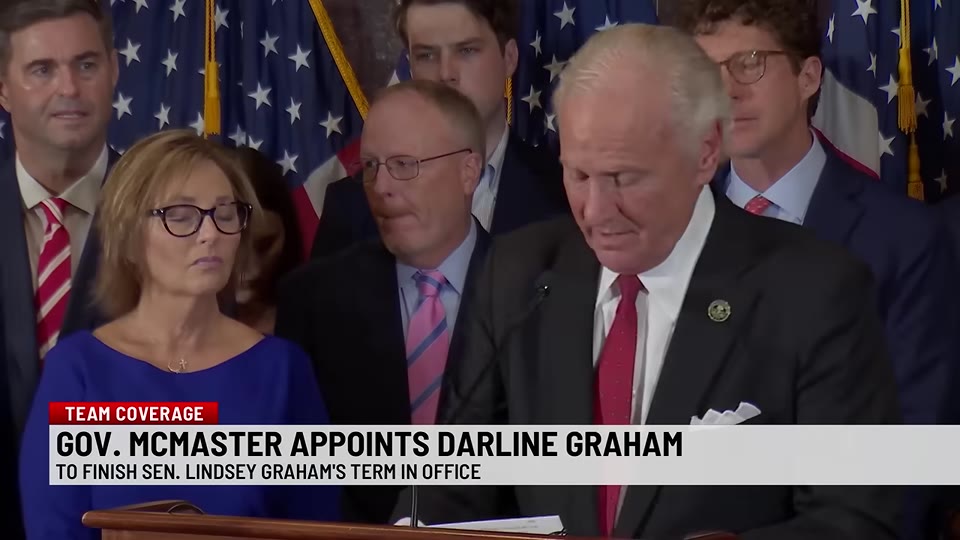 TEAM COVERAGE
GOV. MCMASTER APPOINTS DARLINE GRAHAM
TO FINISH SEN. LINDSEY GRAHAM'S TERM IN OFFICE